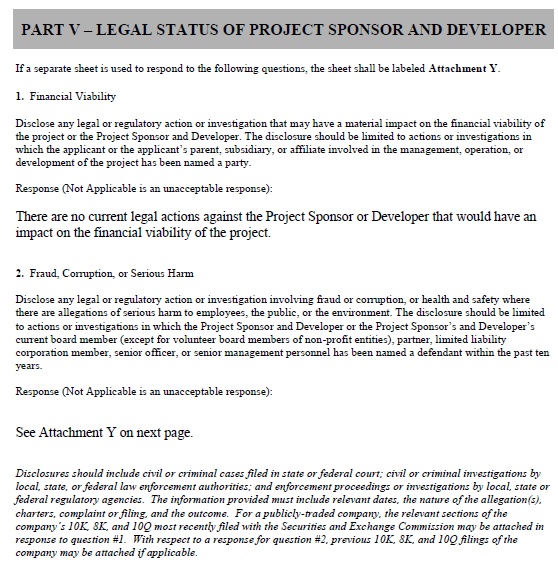 PART V – LEGAL STATUS OF PROJECT SPONSOR AND DEVELOPER
If a separate sheet is used to respond to the following questions, the sheet shall be labeled Attachment Y.
1. Financial Viability
Disclose any legal or regulatory action or investigation that may have a material impact on the financial viability of
the project or the Project Sponsor and Developer. The disclosure should be limited to actions or investigations in
which the applicant or the applicant's parent, subsidiary, or affiliate involved in the management, operation, or
development of the project has been named a party.
Response (Not Applicable is an unacceptable response):
There are no current legal actions against the Project Sponsor or Developer that would have an
impact on the financial viability of the project.
2. Fraud, Corruption, or Serious Harm
Disclose any legal or regulatory action or investigation involving fraud or corruption, or health and safety where
there are allegations of serious harm to employees, the public, or the environment. The disclosure should be limited
to actions or investigations in which the Project Sponsor and Developer or the Project Sponsor's and Developer's
current board member (except for volunteer board members of non-profit entities), partner, limited liability
corporation member, senior officer, or senior management personnel has been named a defendant within the past ten
years.
Response (Not Applicable is an unacceptable response):
See Attachment Y on next page.
Disclosures should include civil or criminal cases filed in state or federal court; civil or criminal investigations by
local, state, or federal law enforcement authorities; and enforcement proceedings or investigations by local, state or
federal regulatory agencies. The information provided must include relevant dates, the nature of the allegation(s),
charters, complaint or filing, and the outcome. For a publicly-traded company, the relevant sections of the
company's 10K, 8K, and 10Q most recently filed with the Securities and Exchange Commission may be attached in
response to question #1. With respect to a response for question #2, previous 10K, 8K, and 10Q filings of the
company may be attached if applicable.